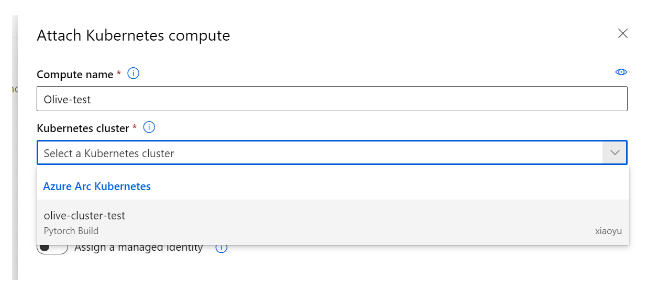 Attach Kubernetes compute
Compute name *
Olive-test
Kubernetes cluster *
Select a Kubernetes cluster
Azure Arc Kubernetes
olive-cluster-test
Pytorch Build xiaoyu
Assign a managed identity